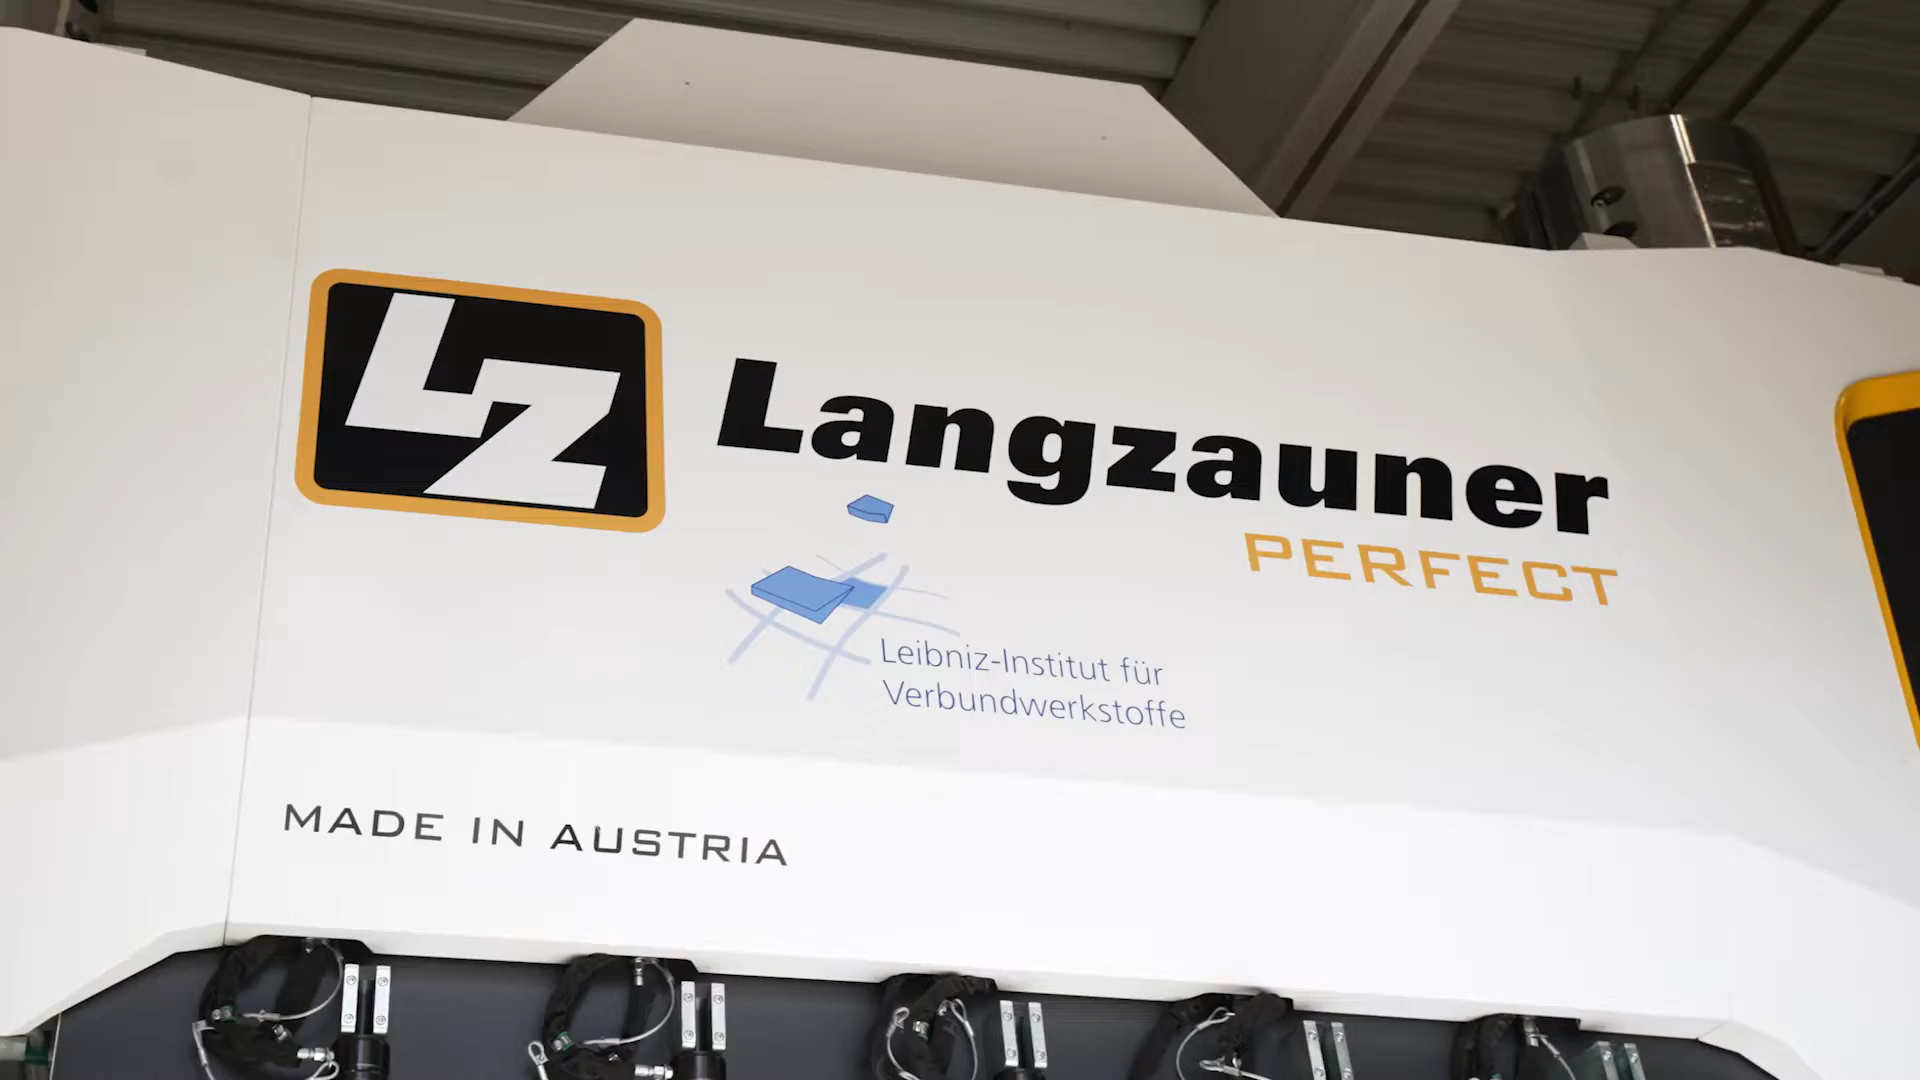 LZ
Langzauner
PERFECT
Leibniz-Institut für
Verbundwerkstoffe
MADE IN AUSTRIA